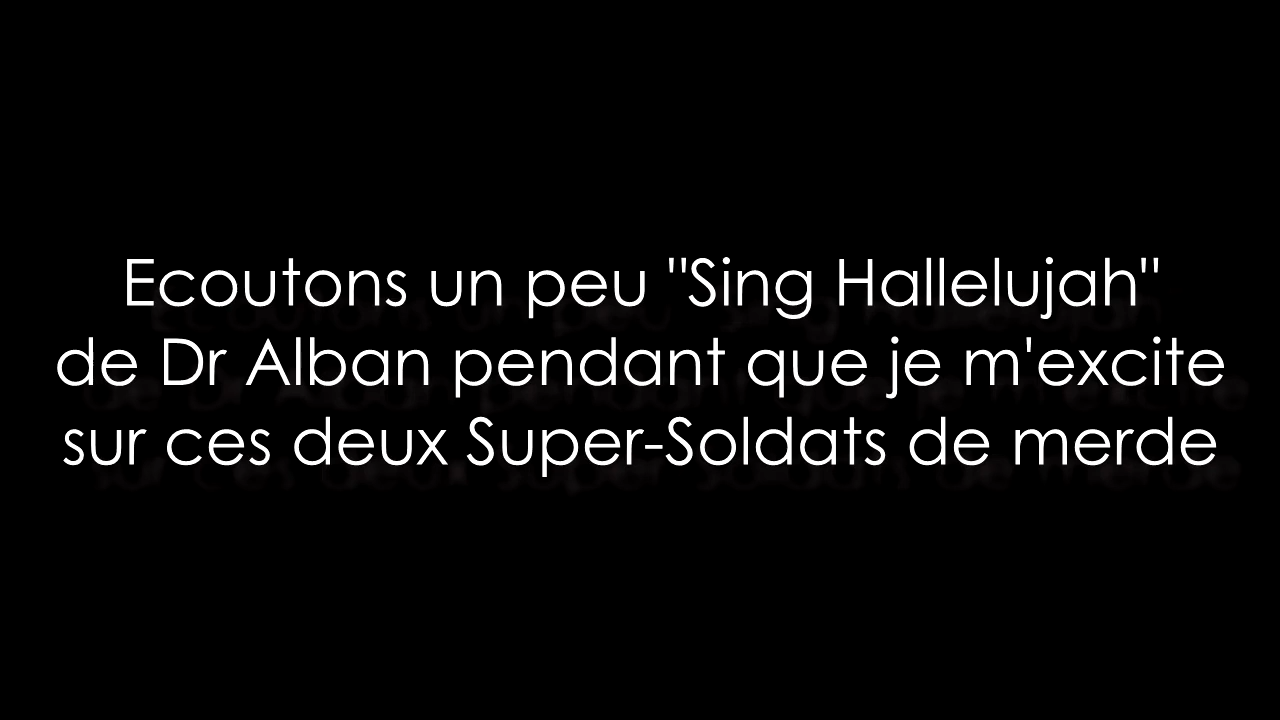 Ecoutons un peu "Sing Hallelujah"
de Dr Alban pendant que je m'excite
sur ces deux Super-Soldats de merde